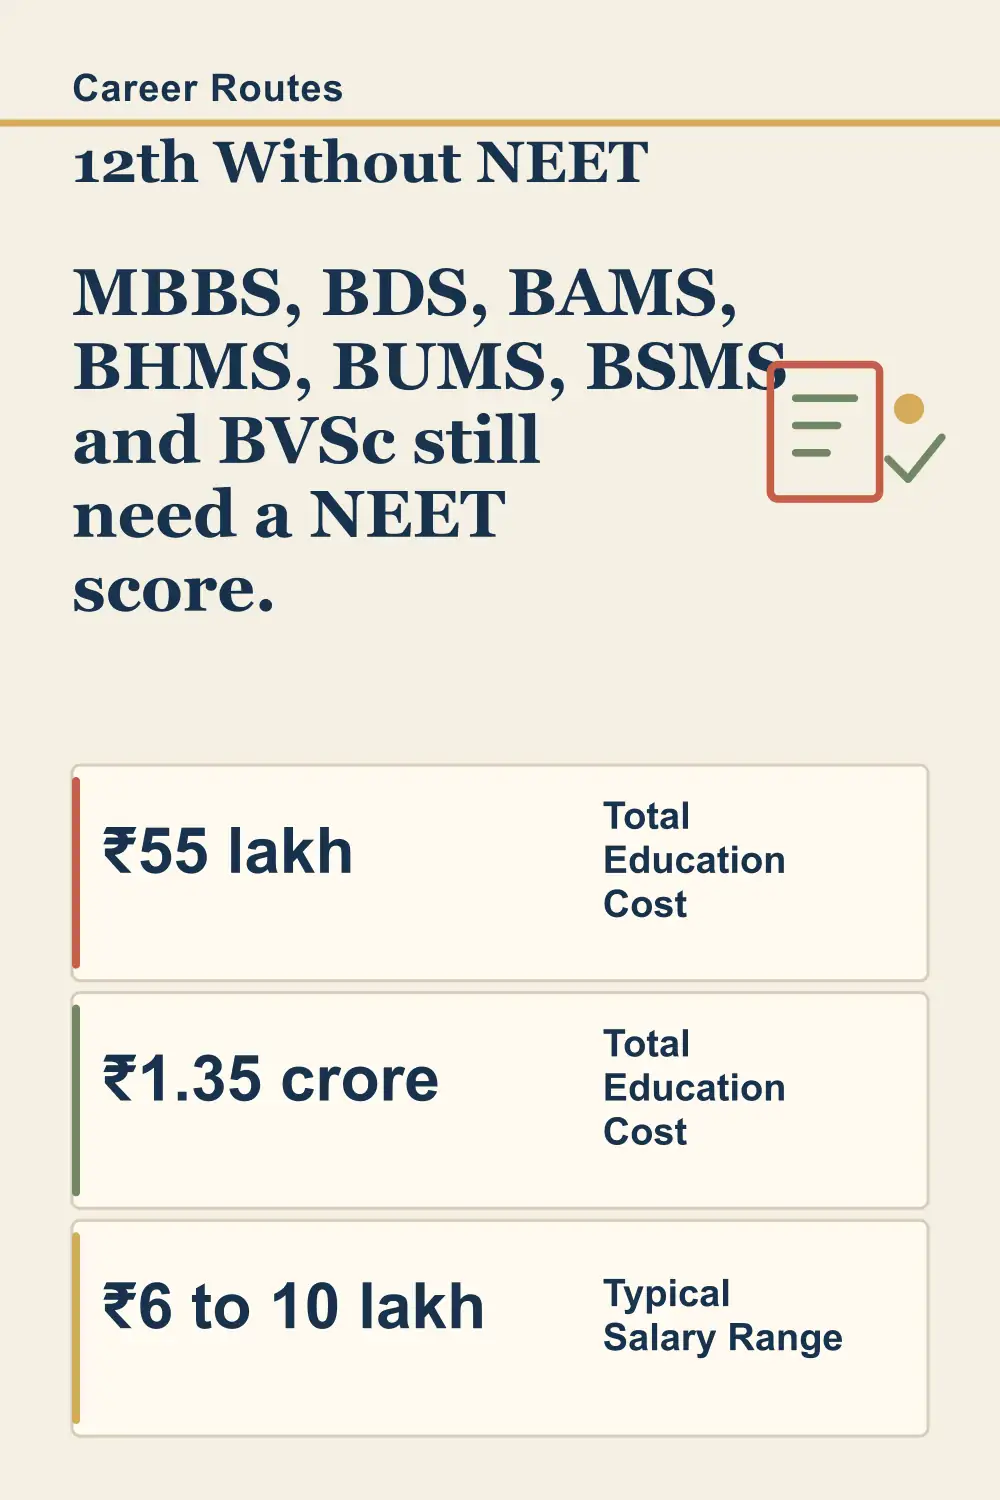 Career Routes
12th Without NEET
MBBS, BDS, BAMS,
BHMS, BUMS, BSMS
and BVSc still
need a NEET
score.
₹55 lakh
Total
Education
Cost
₹1.35 crore
Total
Education
Cost
₹6 to 10 lakh
Typical
Salary Range